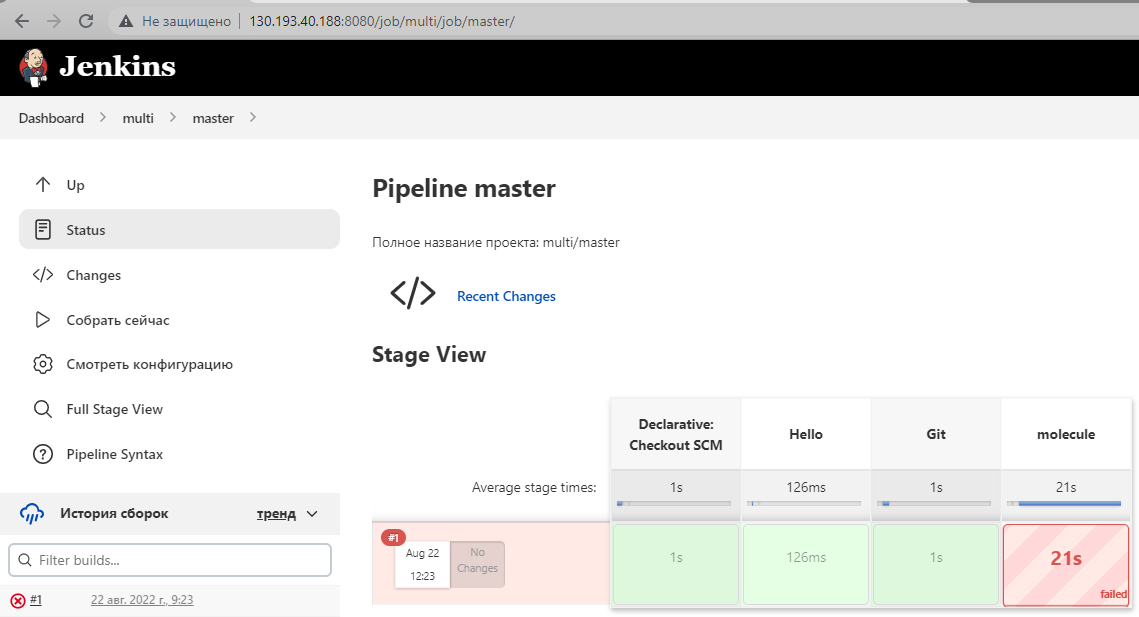 Не защищено 130.193.40.188:8080/job/multi/job/master/
Jenkins
Dashboard multi master
Up
Status
Changes
Собрать сейчас
Смотреть конфигурацию
Full Stage View
Pipeline Syntax
История сборок тренд
Filter builds...
#1 22 авг. 2022 г., 9:23
Pipeline master
Полное название проекта: multi/master
Recent Changes
Stage View
Declarative:
Checkout SCM
Hello
Git
molecule
Average stage times:
1s 126ms 1s 21s
#1
Aug 22
12:23
No
Changes
1s 126ms 1s 21s
failed